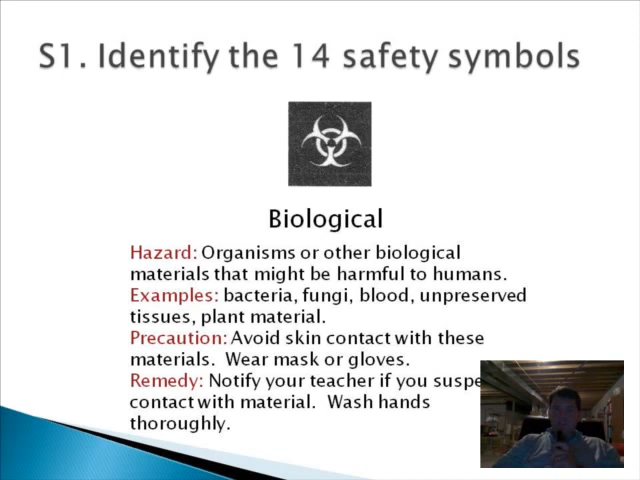 S1. Identify the 14 safety symbols
Biological
Hazard: Organisms or other biological
materials that might be harmful to humans.
Examples: bacteria, fungi, blood, unpreserved
tissues, plant material.
Precaution: Avoid skin contact with these
materials.  Wear mask or gloves.
Remedy: Notify your teacher if you suspe
contact with material.  Wash hands
thoroughly.